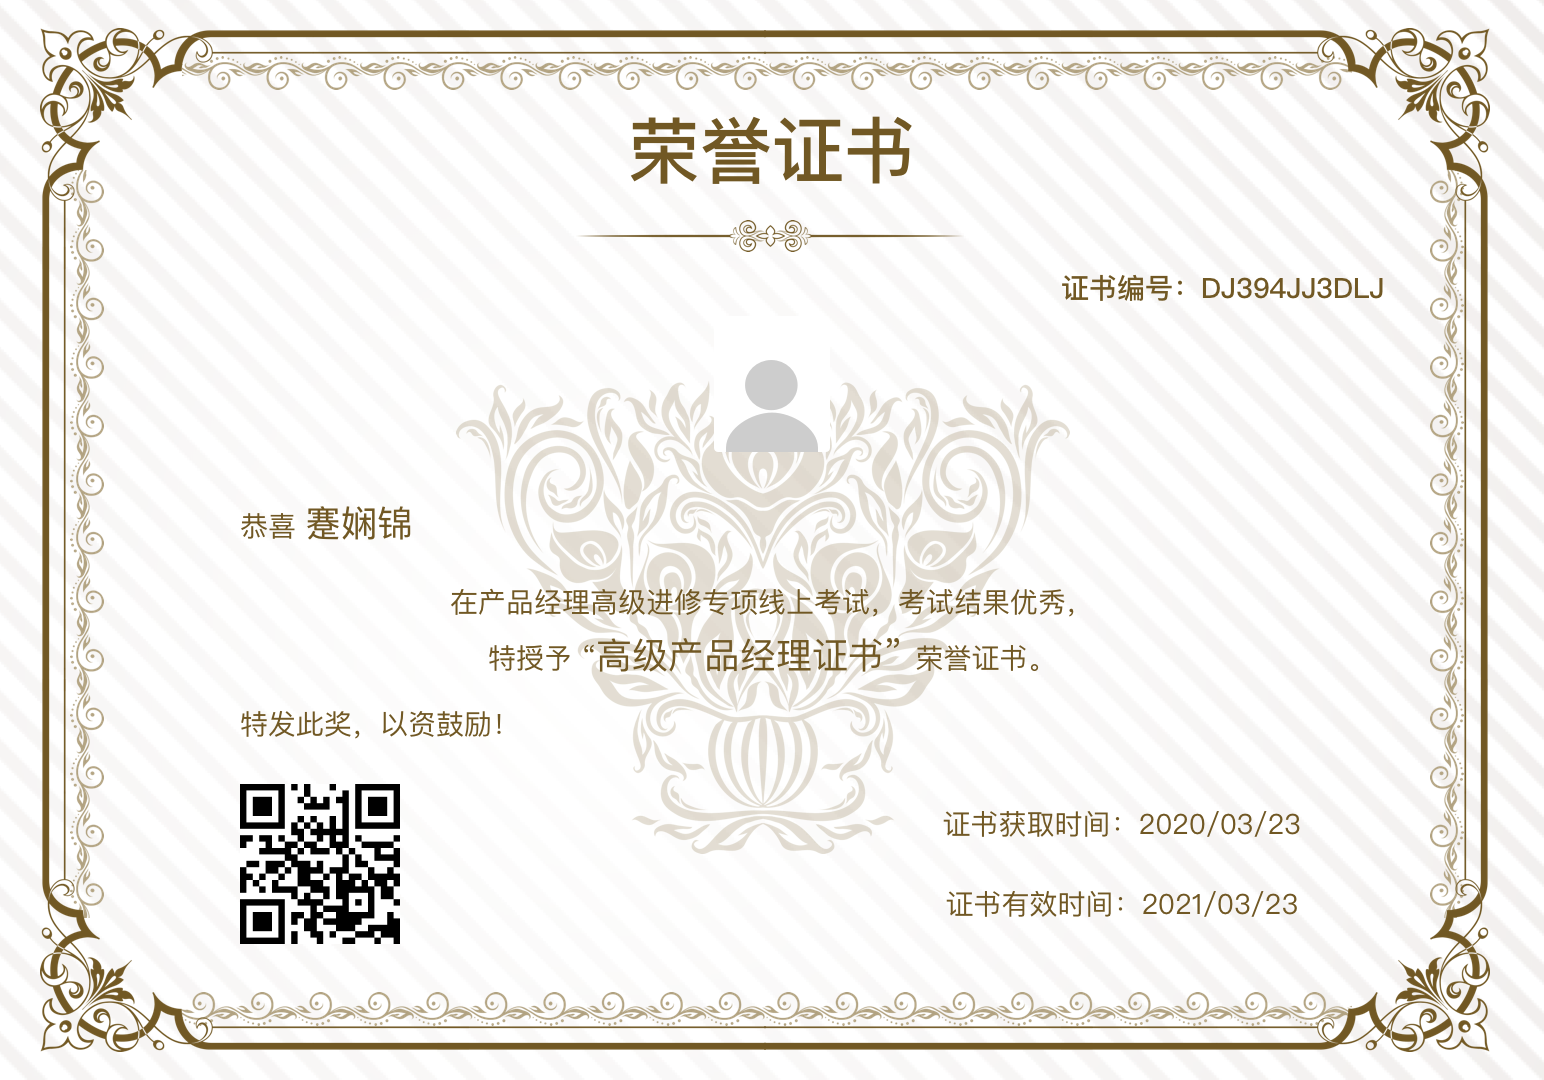 荣誉证书
证书编号：DJ394JJ3DLJ
恭喜 蹇娴锦
在产品经理高级进修专项线上考试，考试结果优秀，
特授予 “高级产品经理证书” 荣誉证书。
特发此奖，以资鼓励！
证书获取时间：2020/03/23
证书有效时间：2021/03/23